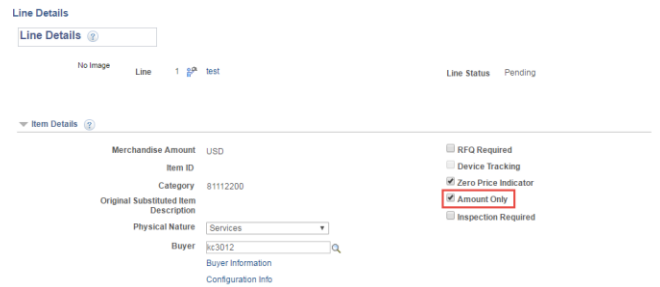 Line Details
Line Details
No Image
Line 1 test
Line Status Pending
Item Details
Merchandise Amount USD
Item ID
Category 81112200
Original Substituted Item Description
Physical Nature Services
Buyer kc3012
Buyer Information
Configuration Info
RFQ Required
Device Tracking
Zero Price Indicator
Amount Only
Inspection Required